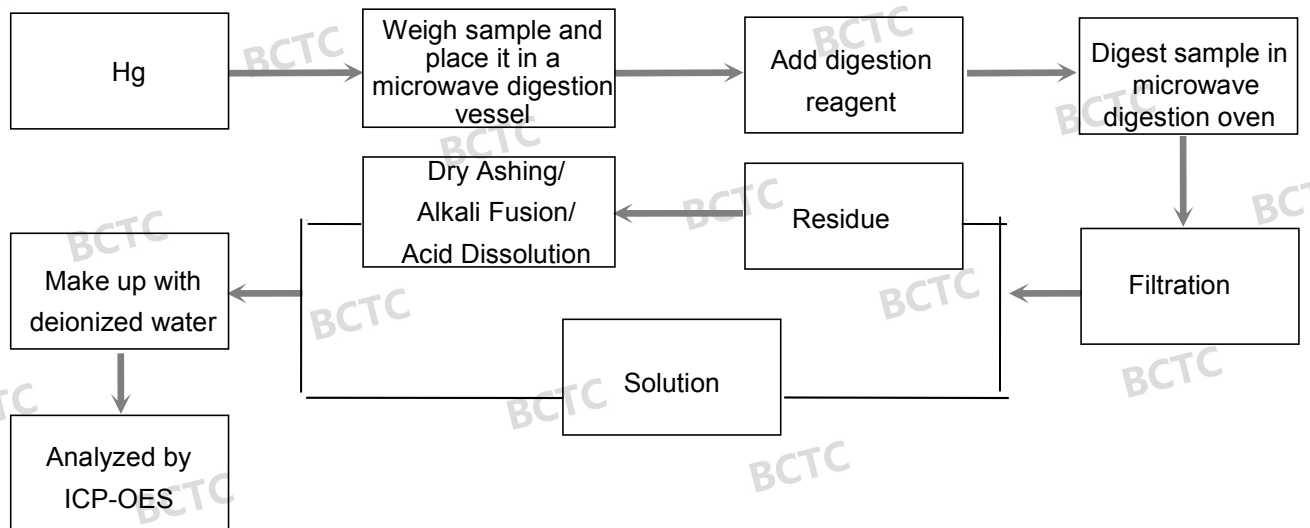 Hg
Weigh sample and
place it in a
microwave digestion
vessel
Add digestion
reagent
Digest sample in
microwave
digestion oven
Dry Ashing/
Alkali Fusion/
Acid Dissolution
Residue
Filtration
Make up with
deionized water
Solution
Analyzed by
ICP-OES
BCTC
BCTC
BCTC
BCTC
BCTC
BCTC
BCTC
BCTC
BCTC
BCTC
BCTC
BCTC